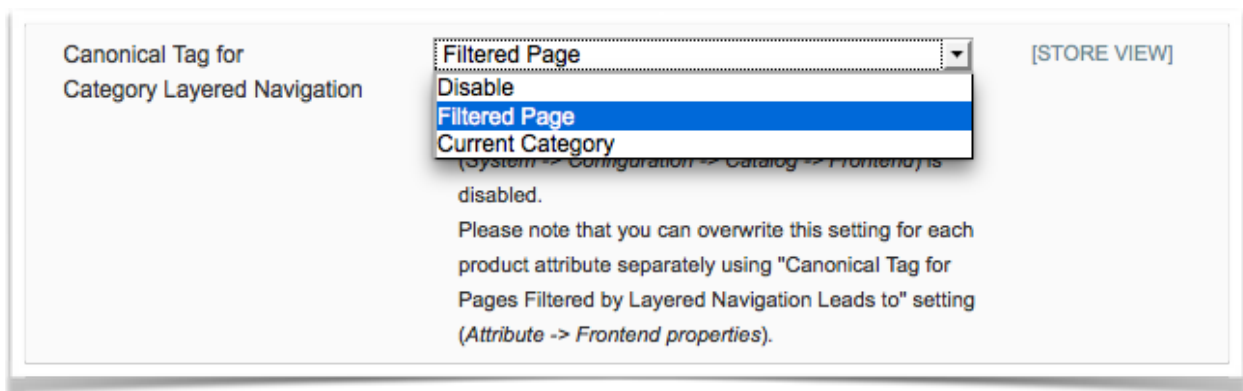 Canonical Tag for
Category Layered Navigation
Filtered Page
[STORE VIEW]
Disable
Filtered Page
Current Category
(System -> Configuration -> Catalog -> Frontend) is
disabled.
Please note that you can overwrite this setting for each
product attribute separately using "Canonical Tag for
Pages Filtered by Layered Navigation Leads to" setting
(Attribute -> Frontend properties).